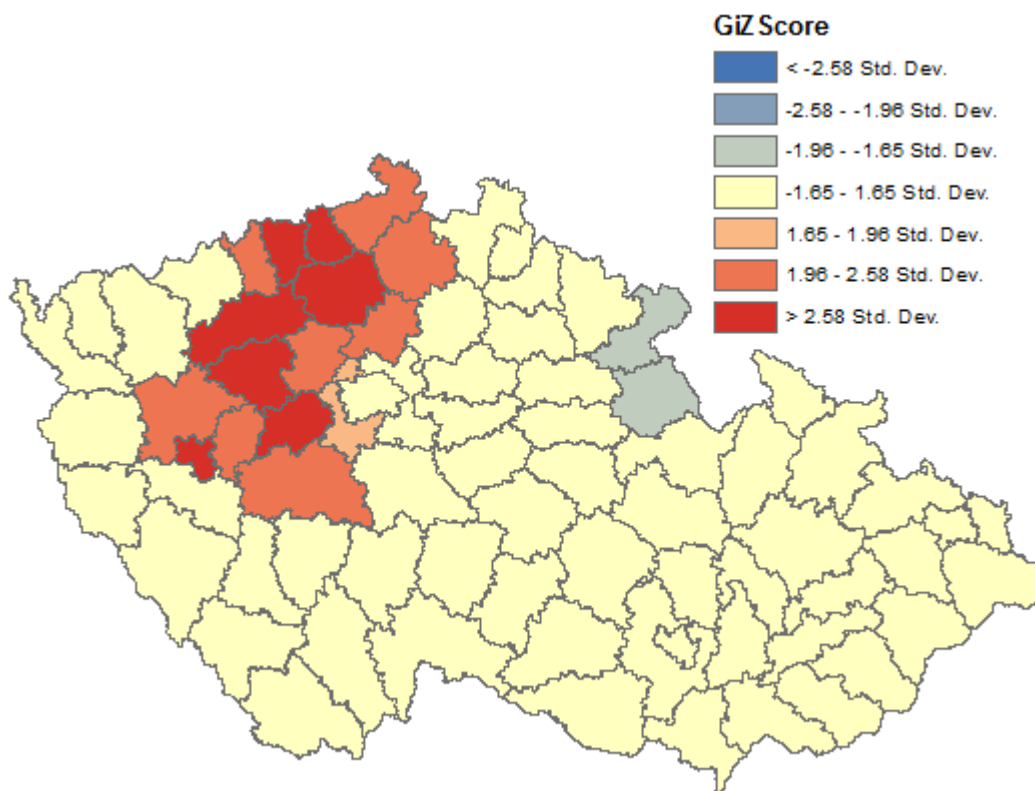 GiZ Score
< -2.58 Std. Dev.
-2.58 - -1.96 Std. Dev.
-1.96 - -1.65 Std. Dev.
-1.65 - 1.65 Std. Dev.
1.65 - 1.96 Std. Dev.
1.96 - 2.58 Std. Dev.
> 2.58 Std. Dev.